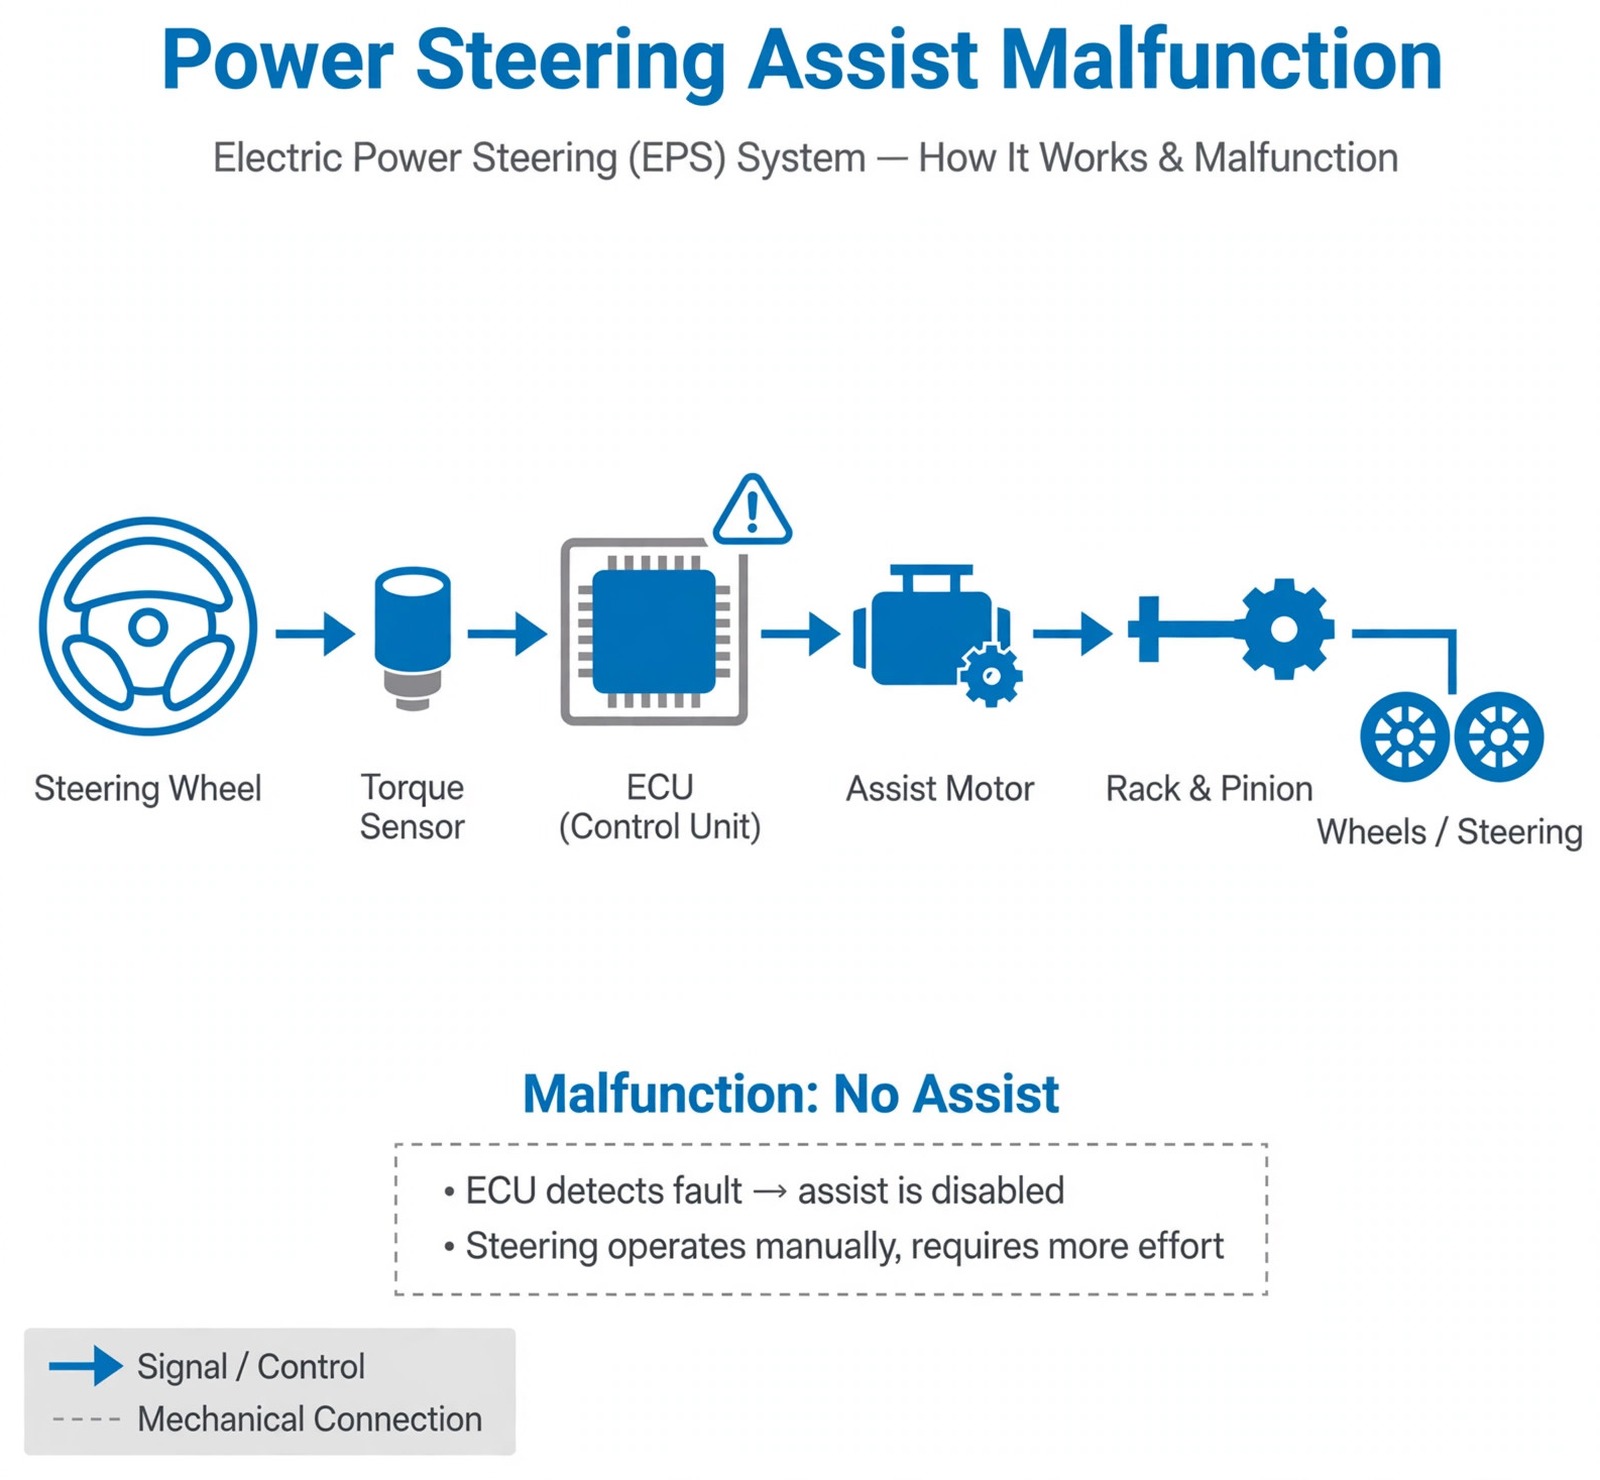 Power Steering Assist Malfunction
Electric Power Steering (EPS) System — How It Works & Malfunction
Steering Wheel
Torque
Sensor
ECU
(Control Unit)
Assist Motor
Rack & Pinion
Wheels / Steering
Malfunction: No Assist
• ECU detects fault → assist is disabled
• Steering operates manually, requires more effort
Signal / Control
Mechanical Connection